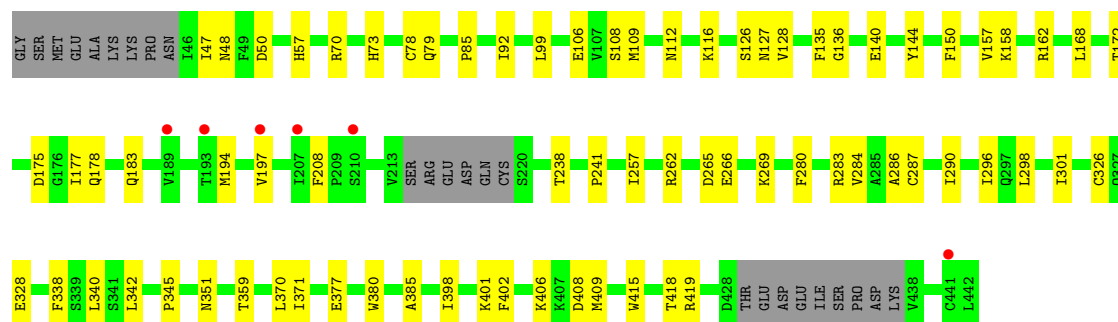 GLY SER MET GLU ALA LYS LYS PRO ASN I46 I47 N48 F49 D50 H57 R70 H73 C78 Q79 P85 I92 L99 E106 V107 S108 M109 N112 K116 S126 N127 V128 F135 G136 E140 Y144 F150 V157 K158 R162 L168 T172
D175 G176 I177 Q178 Q183 V189 T193 M194 V197 I207 F208 P209 S210 V213 SER ARG GLU ASP GLN CYS S220 T238 P241 I257 R262 D265 E266 K269 F280 R283 V284 A285 A286 C287 I290 I296 Q297 L298 I301 C326 Q327
E328 F338 S339 L340 S341 L342 P345 N351 T359 L370 I371 E377 W380 A385 I398 K401 F402 K406 K407 D408 M409 W415 T418 R419 D428 THR GLU ASP GLU ILE SER PRO ASP LYS V438 C441 L442